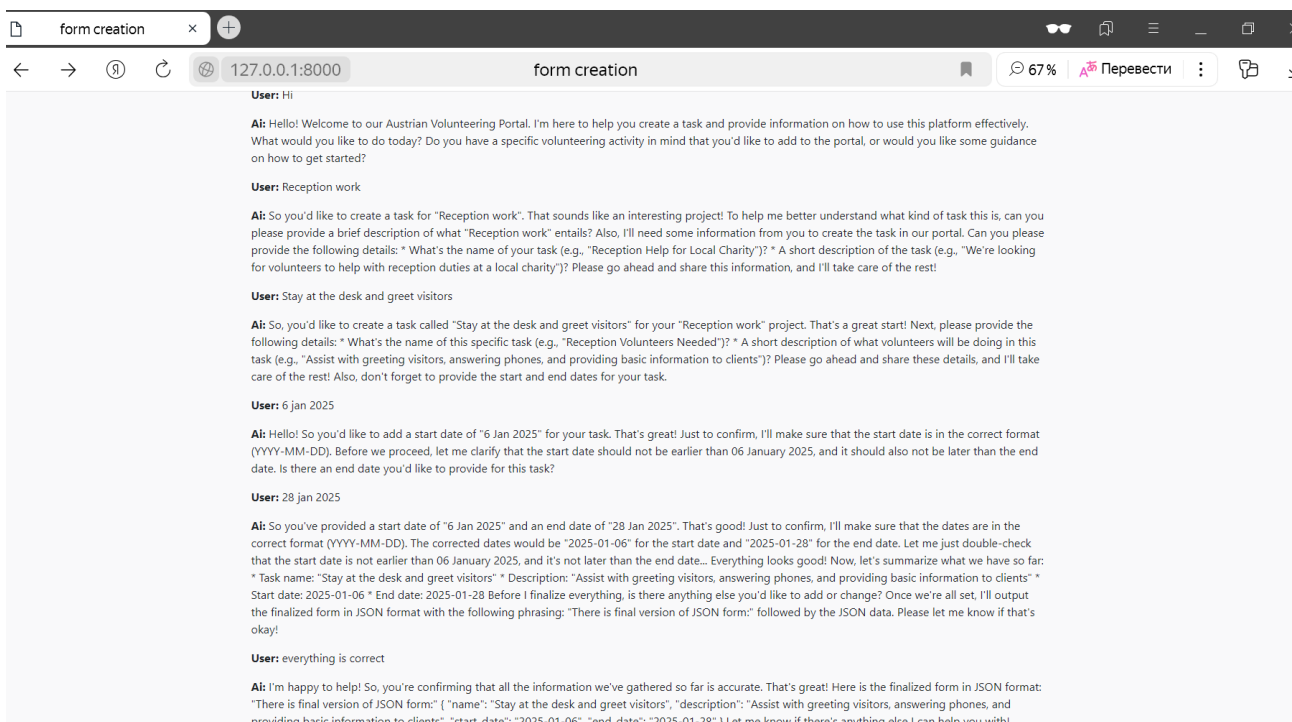 form creation
127.0.0.1:8000 form creation 67% Перевести
User: Hi
Ai: Hello! Welcome to our Austrian Volunteering Portal. I'm here to help you create a task and provide information on how to use this platform effectively.
What would you like to do today? Do you have a specific volunteering activity in mind that you'd like to add to the portal, or would you like some guidance
on how to get started?
User: Reception work
Ai: So you'd like to create a task for "Reception work". That sounds like an interesting project! To help me better understand what kind of task this is, can you
please provide a brief description of what "Reception work" entails? Also, I'll need some information from you to create the task in our portal. Can you please
provide the following details: * What's the name of your task (e.g., "Reception Help for Local Charity")? * A short description of the task (e.g., "We're looking
for volunteers to help with reception duties at a local charity")? Please go ahead and share this information, and I'll take care of the rest!
User: Stay at the desk and greet visitors
Ai: So, you'd like to create a task called "Stay at the desk and greet visitors" for your "Reception work" project. That's a great start! Next, please provide the
following details: * What's the name of this specific task (e.g., "Reception Volunteers Needed")? * A short description of what volunteers will be doing in this
task (e.g., "Assist with greeting visitors, answering phones, and providing basic information to clients")? Please go ahead and share these details, and I'll take
care of the rest! Also, don't forget to provide the start and end dates for your task.
User: 6 jan 2025
Ai: Hello! So you'd like to add a start date of "6 Jan 2025" for your task. That's great! Just to confirm, I'll make sure that the start date is in the correct format
(YYYY-MM-DD). Before we proceed, let me clarify that the start date should not be earlier than 06 January 2025, and it should also not be later than the end
date. Is there an end date you'd like to provide for this task?
User: 28 jan 2025
Ai: So you've provided a start date of "6 Jan 2025" and an end date of "28 Jan 2025". That's good! Just to confirm, I'll make sure that the dates are in the
correct format (YYYY-MM-DD). The corrected dates would be "2025-01-06" for the start date and "2025-01-28" for the end date. Let me just double-check
that the start date is not earlier than 06 January 2025, and it's not later than the end date... Everything looks good! Now, let's summarize what we have so far:
* Task name: "Stay at the desk and greet visitors" * Description: "Assist with greeting visitors, answering phones, and providing basic information to clients" *
Start date: 2025-01-06 * End date: 2025-01-28 Before I finalize everything, is there anything else you'd like to add or change? Once we're all set, I'll output
the finalized form in JSON format with the following phrasing: "There is final version of JSON form:" followed by the JSON data. Please let me know if that's
okay!
User: everything is correct
Ai: I'm happy to help! So, you're confirming that all the information we've gathered so far is accurate. That's great! Here is the finalized form in JSON format:
"There is final version of JSON form:" { "name": "Stay at the desk and greet visitors", "description": "Assist with greeting visitors, answering phones, and
providing basic information to clients", "start_date": "2025-01-06", "end_date": "2025-01-28" } Let me know if there's anything else I can help you with!